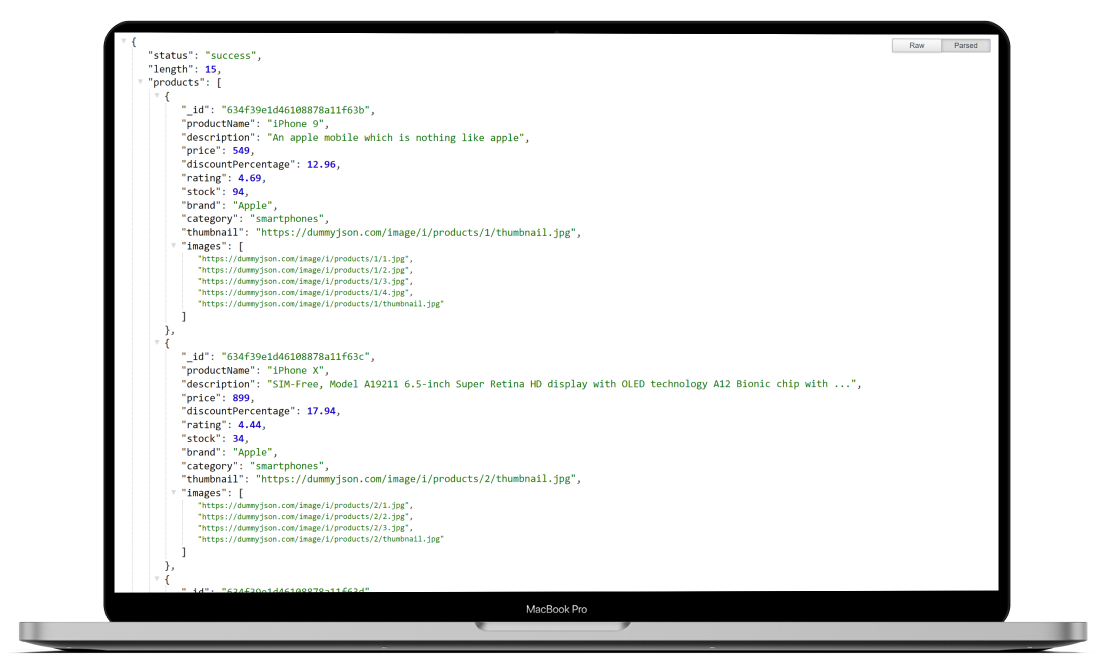 {
Raw Parsed
"status": "success",
"length": 15,
"products": [
{
"_id": "634f39e1d46108878a11f63b",
"productName": "iPhone 9",
"description": "An apple mobile which is nothing like apple",
"price": 549,
"discountPercentage": 12.96,
"rating": 4.69,
"stock": 94,
"brand": "Apple",
"category": "smartphones",
"thumbnail": "https://dummyjson.com/image/i/products/1/thumbnail.jpg",
"images": [
"https://dummyjson.com/image/i/products/1/1.jpg",
"https://dummyjson.com/image/i/products/1/2.jpg",
"https://dummyjson.com/image/i/products/1/3.jpg",
"https://dummyjson.com/image/i/products/1/4.jpg",
"https://dummyjson.com/image/i/products/1/thumbnail.jpg"
]
},
{
"_id": "634f39e1d46108878a11f63c",
"productName": "iPhone X",
"description": "SIM-Free, Model A19211 6.5-inch Super Retina HD display with OLED technology A12 Bionic chip with ...",
"price": 899,
"discountPercentage": 17.94,
"rating": 4.44,
"stock": 34,
"brand": "Apple",
"category": "smartphones",
"thumbnail": "https://dummyjson.com/image/i/products/2/thumbnail.jpg",
"images": [
"https://dummyjson.com/image/i/products/2/1.jpg",
"https://dummyjson.com/image/i/products/2/2.jpg",
"https://dummyjson.com/image/i/products/2/3.jpg",
"https://dummyjson.com/image/i/products/2/thumbnail.jpg"
]
},
{
"_id": "634f39e1d46108878a11f63d"
MacBook Pro